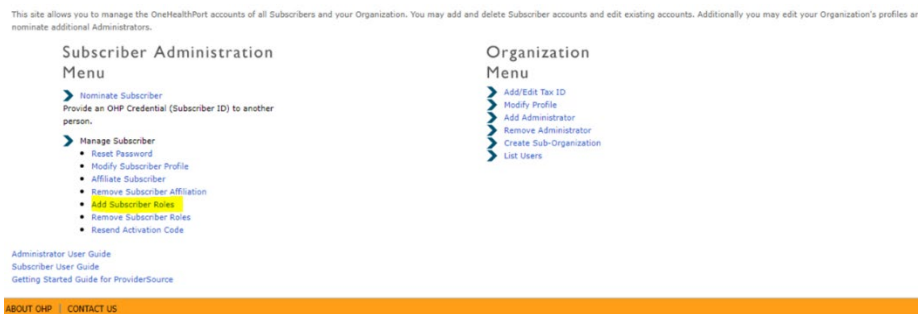 This site allows you to manage the OneHealthPort accounts of all Subscribers and your Organization. You may add and delete Subscriber accounts and edit existing accounts. Additionally you may edit your Organization's profiles
nominate additional Administrators.
Subscriber Administration
Menu
Nominate Subscriber
Provide an OHP Credential (Subscriber ID) to another
person.
Manage Subscriber
Reset Password
Modify Subscriber Profile
Affiliate Subscriber
Remove Subscriber Affiliation
Add Subscriber Roles
Remove Subscriber Roles
Resend Activation Code
Organization
Menu
Add/Edit Tax ID
Modify Profile
Add Administrator
Remove Administrator
Create Sub-Organization
List Users
Administrator User Guide
Subscriber User Guide
Getting Started Guide for ProviderSource
ABOUT OHP | CONTACT US